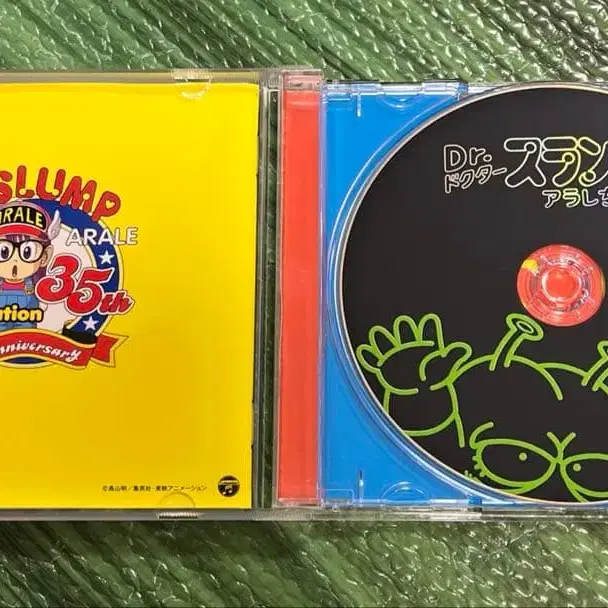 SLUMP
ARALE
ARALE
35th
ation
nniversary
©鳥山明／集英社・東映アニメーション
Dr.
ドクター
スラン
アラレち